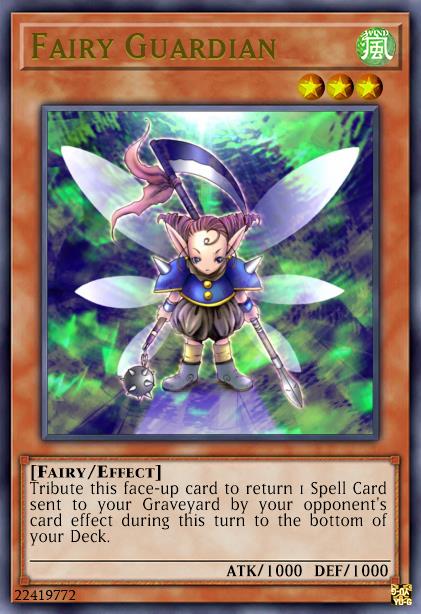 FAIRY GUARDIAN
WIND
風
[FAIRY/EFFECT]
Tribute this face-up card to return 1 Spell Card
sent to your Graveyard by your opponent's
card effect during this turn to the bottom of
your Deck.
ATK/1000 DEF/1000
22419772